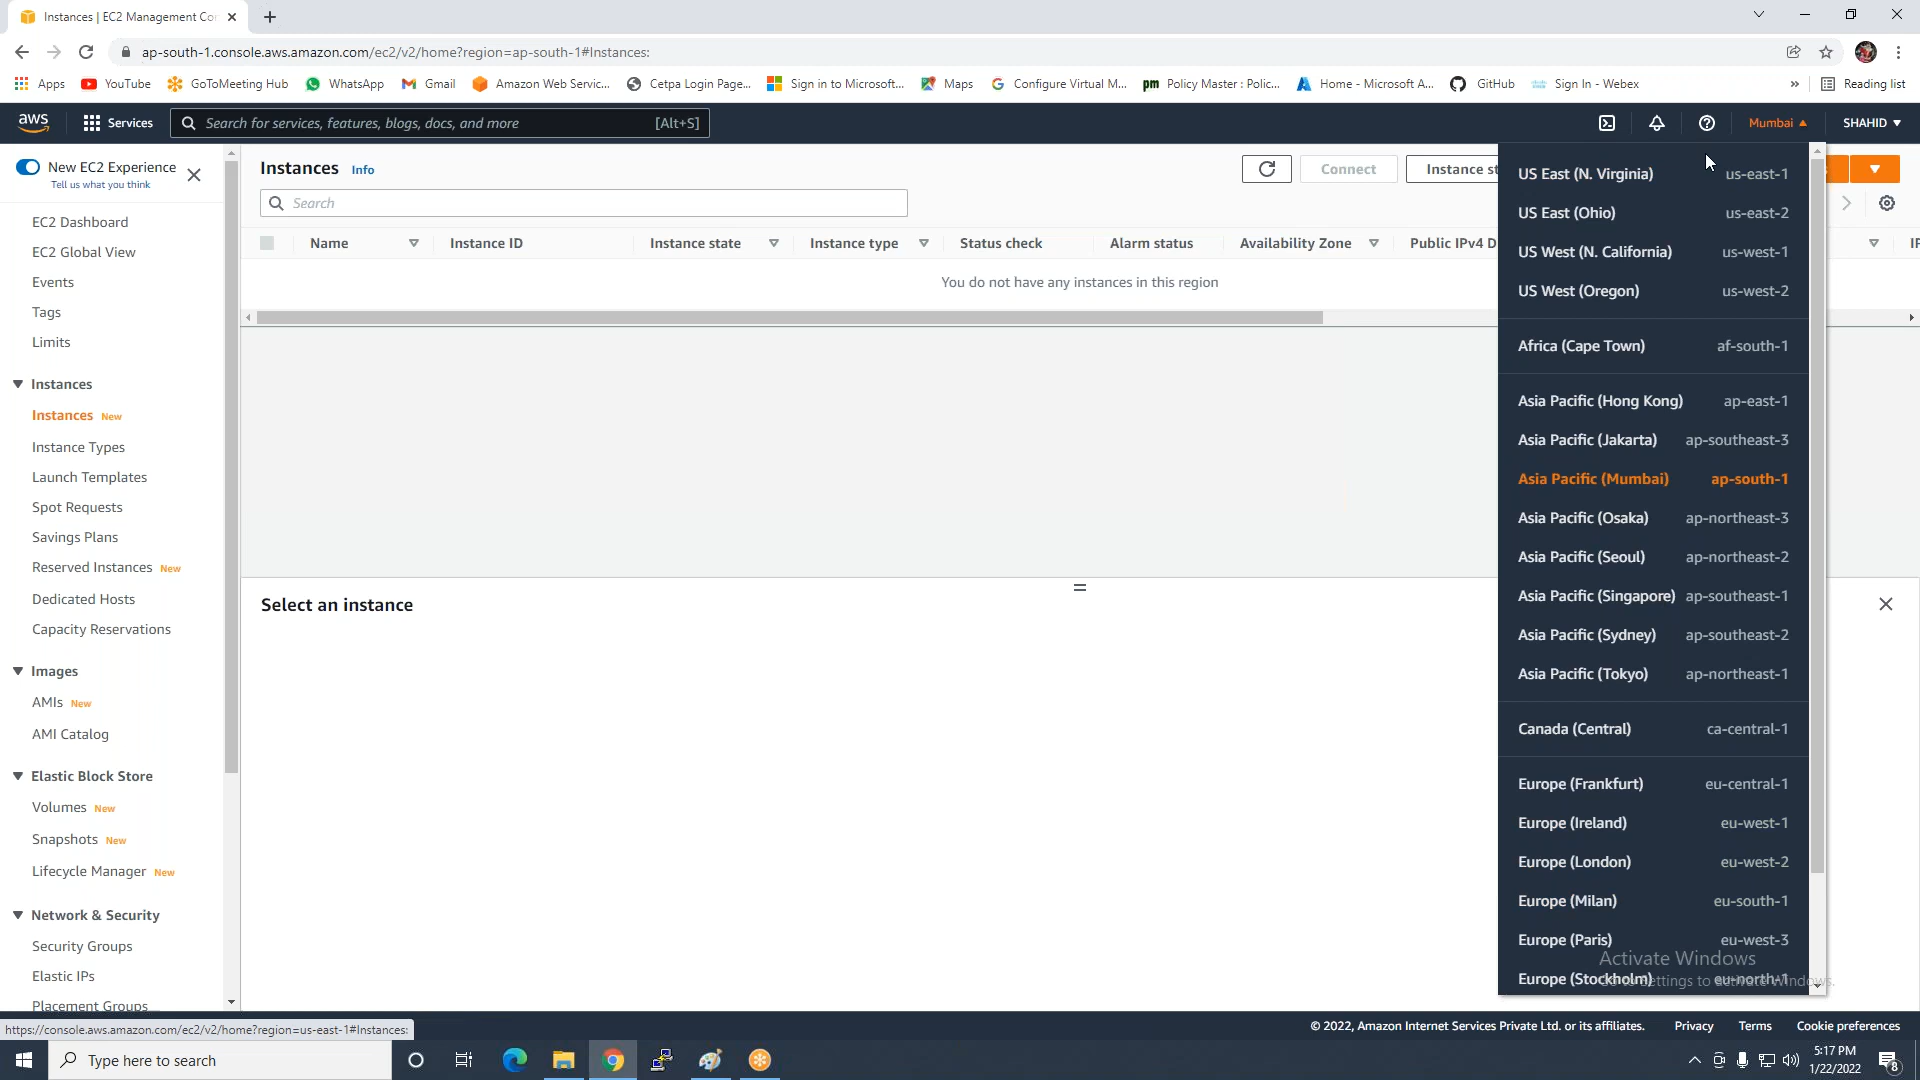 Instances | EC2 Management Con
ap-south-1.console.aws.amazon.com/ec2/v2/home?region=ap-south-1#Instances:
Apps YouTube GoToMeeting Hub WhatsApp Gmail Amazon Web Servic... Cetpa Login Page... Sign in to Microsoft... Maps Configure Virtual M... pm Policy Master : Polic... Home - Microsoft A... GitHub Sign In - Webex » Reading list
aws Services Search for services, features, blogs, docs, and more [Alt+S] Mumbai SHAHID
New EC2 Experience
Tell us what you think
EC2 Dashboard
EC2 Global View
Events
Tags
Limits
Instances
Instances New
Instance Types
Launch Templates
Spot Requests
Savings Plans
Reserved Instances New
Dedicated Hosts
Capacity Reservations
Images
AMIs New
AMI Catalog
Elastic Block Store
Volumes New
Snapshots New
Lifecycle Manager New
Network & Security
Security Groups
Elastic IPs
Placement Groups
Instances Info Connect Instance st
Search
Name Instance ID Instance state Instance type Status check Alarm status Availability Zone Public IPv4 D IP
You do not have any instances in this region
Select an instance
US East (N. Virginia) us-east-1
US East (Ohio) us-east-2
US West (N. California) us-west-1
US West (Oregon) us-west-2
Africa (Cape Town) af-south-1
Asia Pacific (Hong Kong) ap-east-1
Asia Pacific (Jakarta) ap-southeast-3
Asia Pacific (Mumbai) ap-south-1
Asia Pacific (Osaka) ap-northeast-3
Asia Pacific (Seoul) ap-northeast-2
Asia Pacific (Singapore) ap-southeast-1
Asia Pacific (Sydney) ap-southeast-2
Asia Pacific (Tokyo) ap-northeast-1
Canada (Central) ca-central-1
Europe (Frankfurt) eu-central-1
Europe (Ireland) eu-west-1
Europe (London) eu-west-2
Europe (Milan) eu-south-1
Europe (Paris) eu-west-3
Activate Windows
Europe (Stockholm) eu-north-1
Go to Settings to activate Windows.
https://console.aws.amazon.com/ec2/v2/home?region=us-east-1#Instances:
© 2022, Amazon Internet Services Private Ltd. or its affiliates. Privacy Terms Cookie preferences
Type here to search
5:17 PM
1/22/2022
8